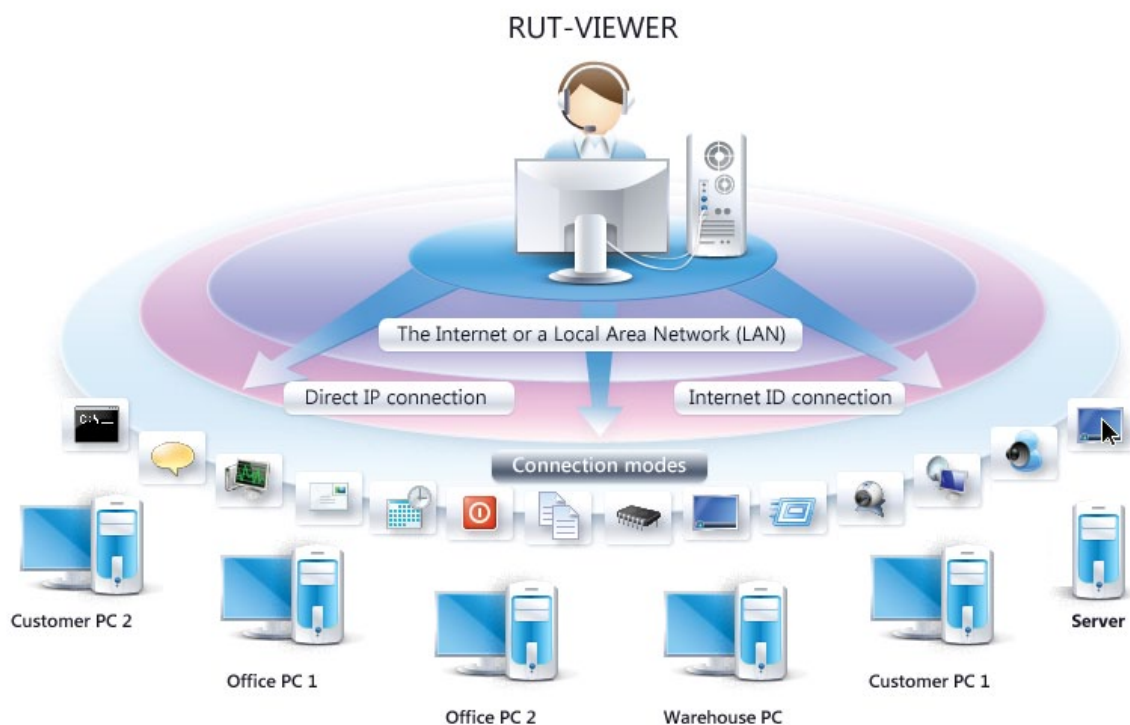 RUT-VIEWER
The Internet or a Local Area Network (LAN)
Direct IP connection
Internet ID connection
Connection modes
C:\_
Customer PC 2
Office PC 1
Office PC 2
Warehouse PC
Customer PC 1
Server